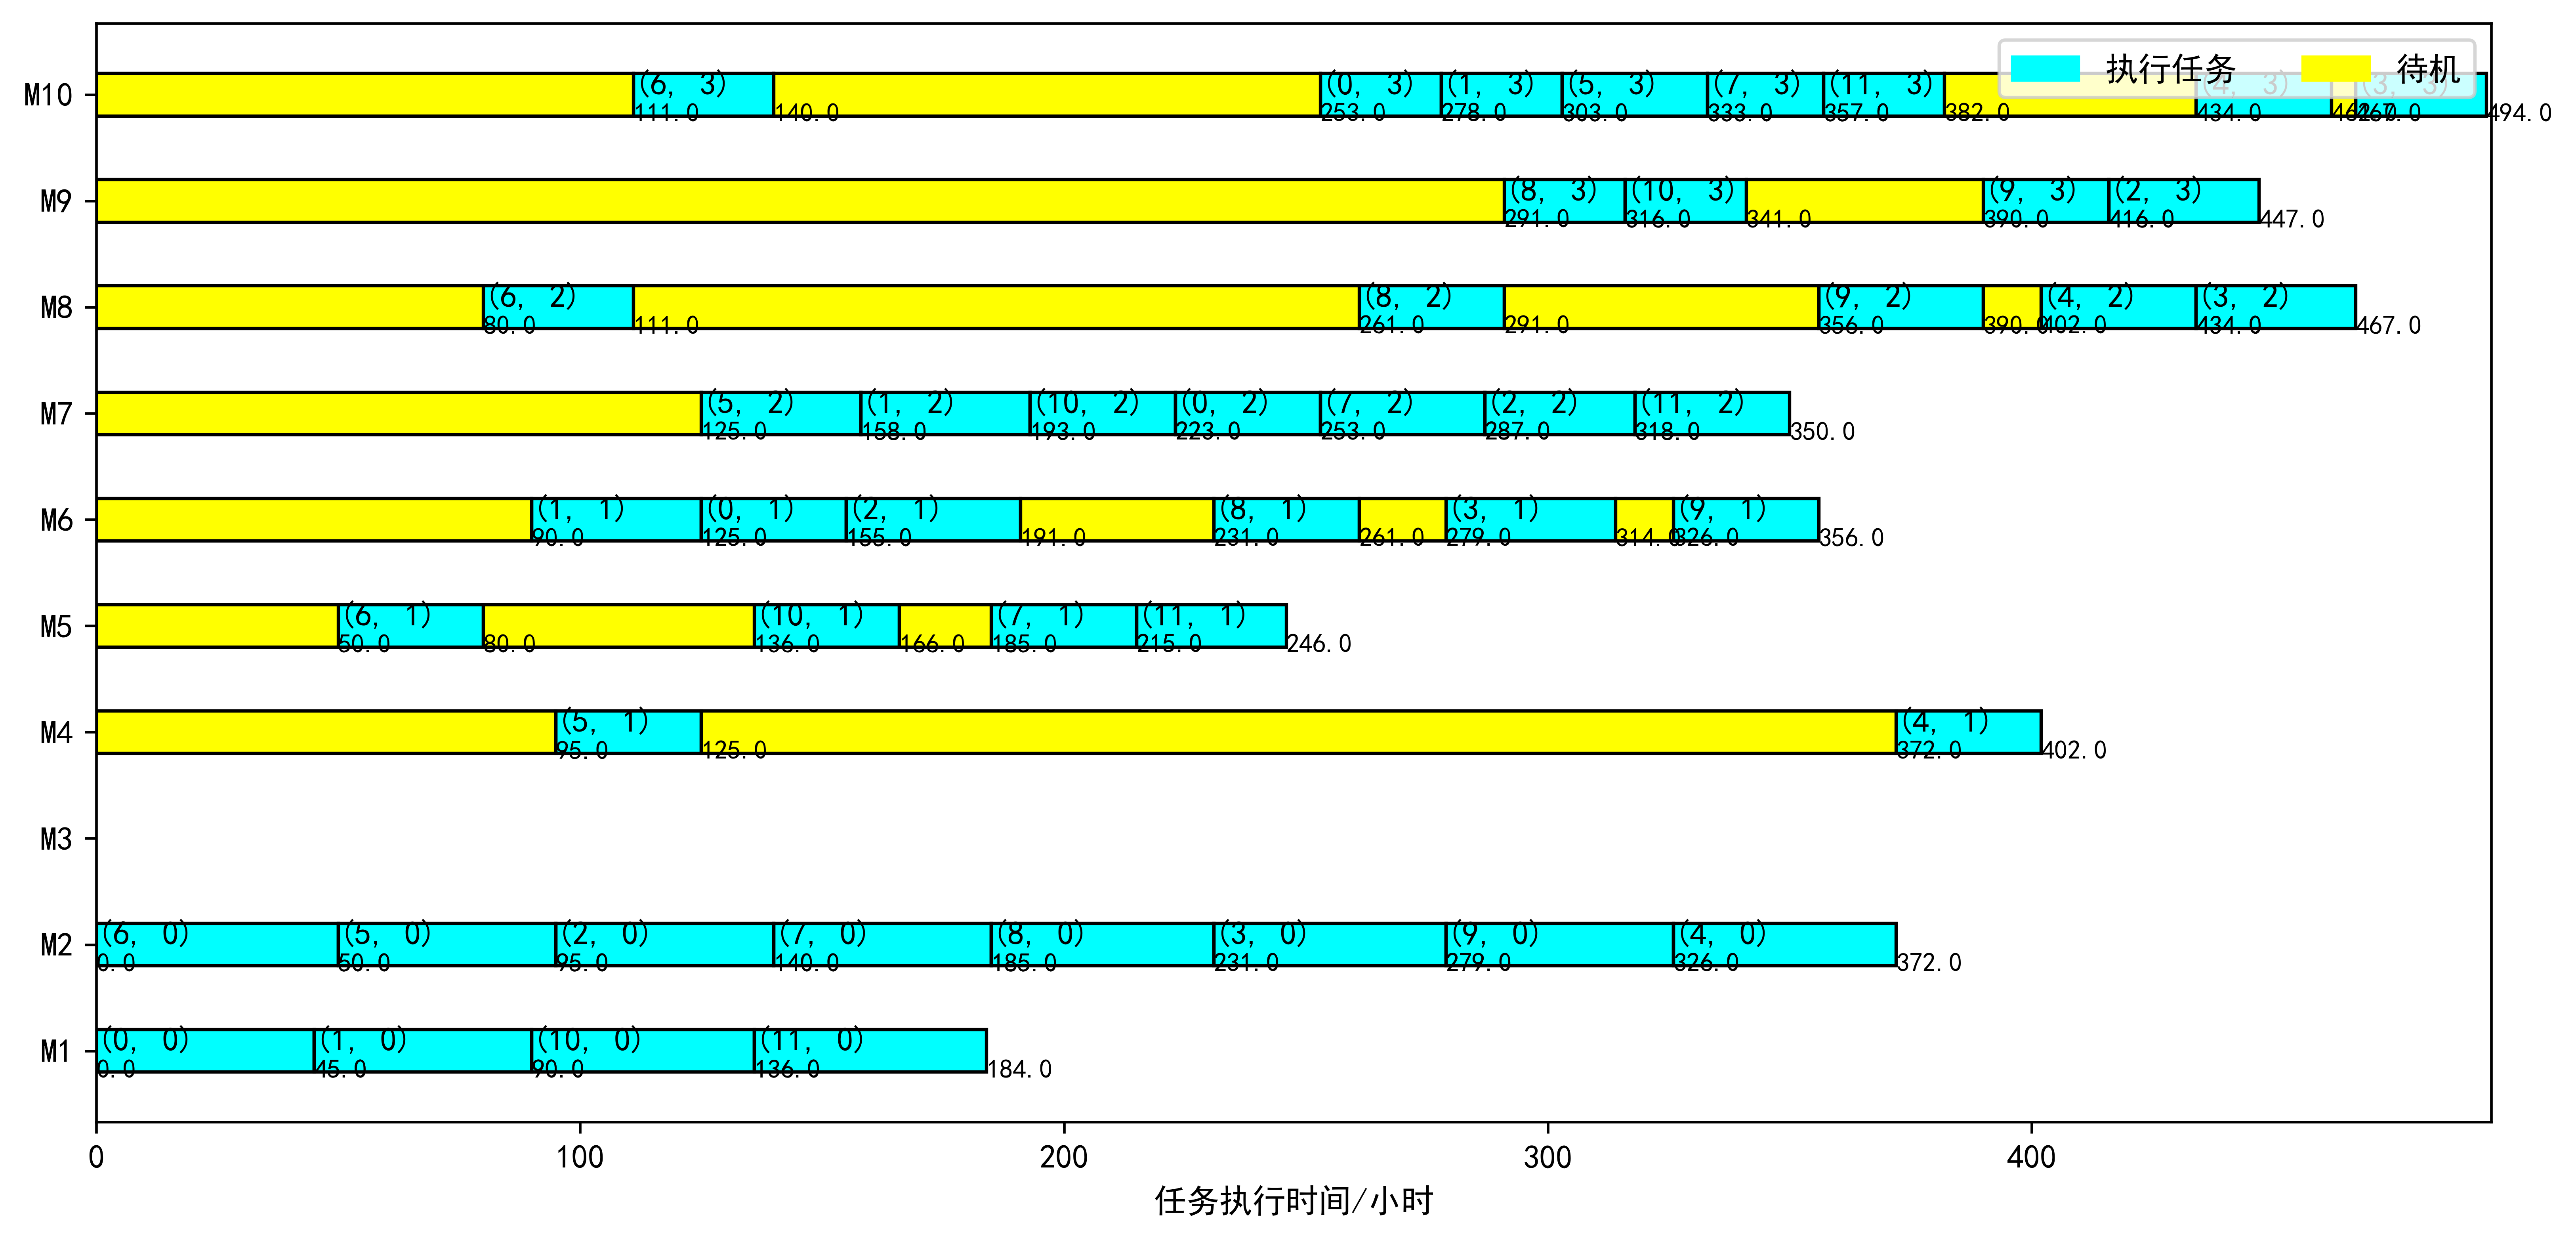 执行任务 待机
M10 (6, 3) (0, 3) (1, 3) (5, 3) (7, 3) (11, 3) (4, 3) (3, 3)
111.0 140.0 253.0 278.0 303.0 333.0 357.0 382.0 434.0 467.0 494.0
M9 (8, 3) (10, 3) (9, 3) (2, 3)
291.0 316.0 341.0 390.0 416.0 447.0
M8 (6, 2) (8, 2) (9, 2) (4, 2) (3, 2)
80.0 111.0 261.0 291.0 356.0 390.0 402.0 434.0 467.0
M7 (5, 2) (1, 2) (10, 2) (0, 2) (7, 2) (2, 2) (11, 2)
125.0 158.0 193.0 223.0 253.0 287.0 318.0 350.0
M6 (1, 1) (0, 1) (2, 1) (8, 1) (3, 1) (9, 1)
90.0 125.0 155.0 191.0 231.0 261.0 279.0 314.0 326.0 356.0
M5 (6, 1) (10, 1) (7, 1) (11, 1)
50.0 80.0 136.0 166.0 185.0 215.0 246.0
M4 (5, 1) (4, 1)
95.0 125.0 372.0 402.0
M3
M2 (6, 0) (5, 0) (2, 0) (7, 0) (8, 0) (3, 0) (9, 0) (4, 0)
0.0 50.0 95.0 140.0 185.0 231.0 279.0 326.0 372.0
M1 (0, 0) (1, 0) (10, 0) (11, 0)
0.0 45.0 90.0 136.0 184.0
0 100 200 300 400
任务执行时间/小时